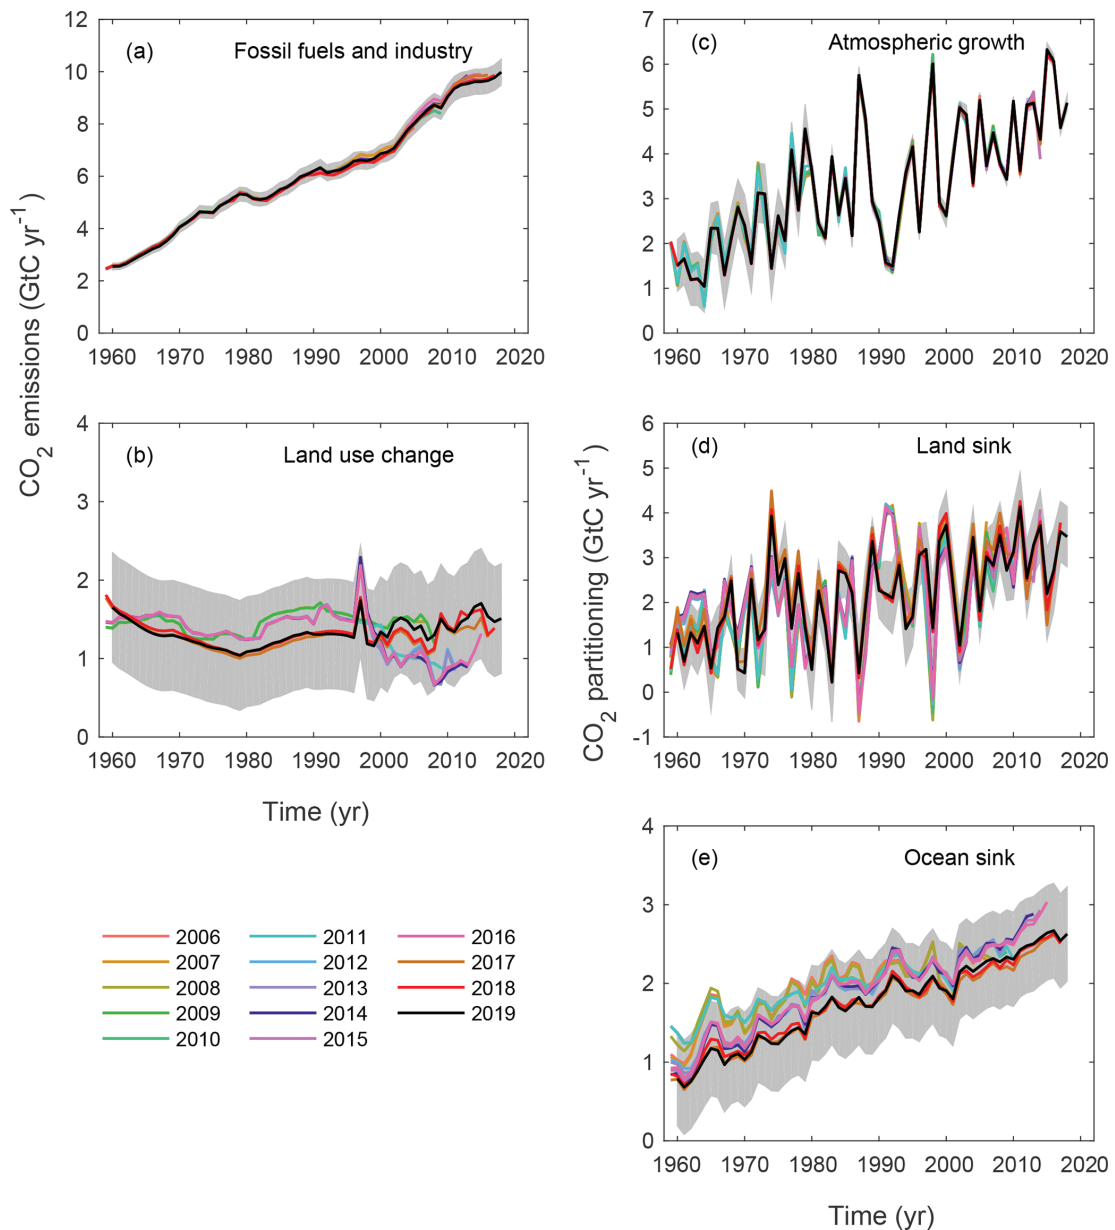 CO2 emissions (GtC yr-1)
(a) Fossil fuels and industry
12
10
8
6
4
2
0
1960 1970 1980 1990 2000 2010 2020
(b) Land use change
4
3
2
1
0
1960 1970 1980 1990 2000 2010 2020
Time (yr)
CO2 partitioning (GtC yr-1)
(c) Atmospheric growth
7
6
5
4
3
2
1
0
1960 1970 1980 1990 2000 2010 2020
(d) Land sink
6
5
4
3
2
1
0
-1
1960 1970 1980 1990 2000 2010 2020
(e) Ocean sink
4
3
2
1
0
1960 1970 1980 1990 2000 2010 2020
Time (yr)
2006 2011 2016
2007 2012 2017
2008 2013 2018
2009 2014 2019
2010 2015